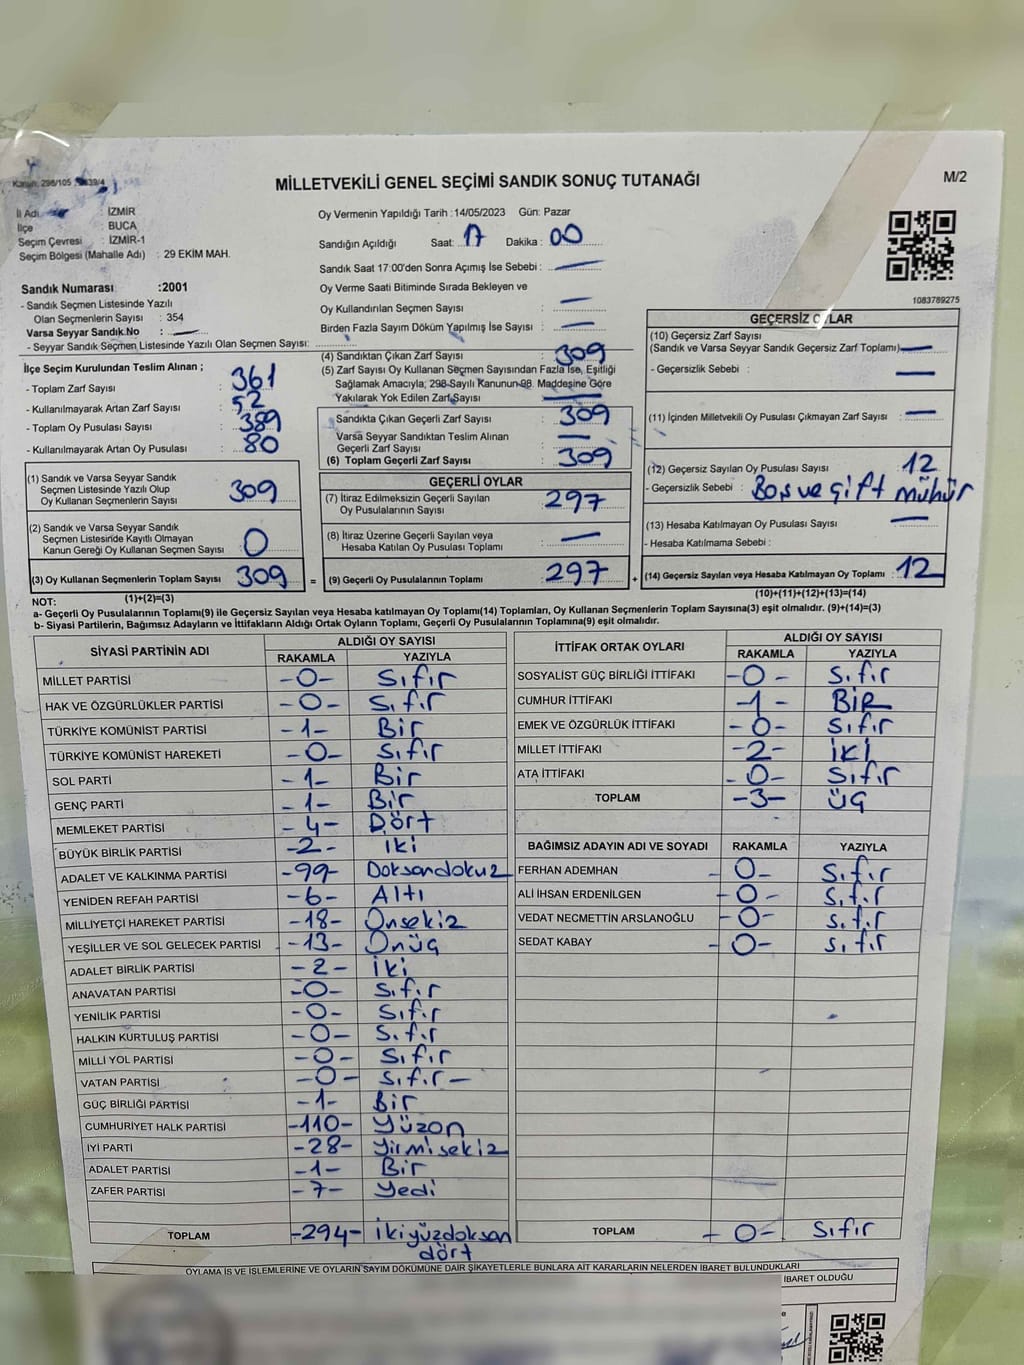 MİLLETVEKİLİ GENEL SEÇİMİ SANDIK SONUÇ TUTANAĞI
M/2
İl Adı : İZMİR
İlçe : BUCA
Seçim Çevresi : İZMİR-1
Seçim Bölgesi (Mahalle Adı) : 29 EKİM MAH.
Sandık Numarası :2001
- Sandık Seçmen Listesinde Yazılı
Olan Seçmenlerin Sayısı : 354
Varsa Seyyar Sandık No : —
- Seyyar Sandık Seçmen Listesinde Yazılı Olan Seçmen Sayısı:
Oy Vermenin Yapıldığı Tarih :14/05/2023 Gün: Pazar
Sandığın Açıldığı Saat: 17 Dakika : 00
Sandık Saat 17:00'den Sonra Açımış İse Sebebi : —
Oy Verme Saati Bitiminde Sırada Bekleyen ve
Oy Kullandırılan Seçmen Sayısı : —
Birden Fazla Sayım Döküm Yapılmış İse Sayısı : —
1083789275
İlçe Seçim Kurulundan Teslim Alınan ;
- Toplam Zarf Sayısı : 361
- Kullanılmayarak Artan Zarf Sayısı : 52
- Toplam Oy Pusulası Sayısı : 389
- Kullanılmayarak Artan Oy Pusulası : 80
(1) Sandık ve Varsa Seyyar Sandık
Seçmen Listesinde Yazılı Olup
Oy Kullanan Seçmenlerin Sayısı : 309
(2) Sandık ve Varsa Seyyar Sandık
Seçmen Listesinde Kayıtlı Olmayan
Kanun Gereği Oy Kullanan Seçmen Sayısı : 0
(3) Oy Kullanan Seçmenlerin Toplam Sayısı : 309
(1)+(2)=(3)
(4) Sandıktan Çıkan Zarf Sayısı : 309
(5) Zarf Sayısı Oy Kullanan Seçmen Sayısından Fazla İse, Eşitliği
Sağlamak Amacıyla; 298 Sayılı Kanunun 98. Maddesine Göre
Yakılarak Yok Edilen Zarf Sayısı : —
Sandıkta Çıkan Geçerli Zarf Sayısı : 309
Varsa Seyyar Sandıktan Teslim Alınan
Geçerli Zarf Sayısı : —
(6) Toplam Geçerli Zarf Sayısı : 309
GEÇERLİ OYLAR
(7) İtiraz Edilmeksizin Geçerli Sayılan
Oy Pusulalarının Sayısı : 297
(8) İtiraz Üzerine Geçerli Sayılan veya
Hesaba Katılan Oy Pusulası Toplamı : —
= (9) Geçerli Oy Pusulalarının Toplamı : 297
GEÇERSİZ OYLAR
(10) Geçersiz Zarf Sayısı
(Sandık ve Varsa Seyyar Sandık Geçersiz Zarf Toplamı) —
- Geçersizlik Sebebi : —
(11) İçinden Milletvekili Oy Pusulası Çıkmayan Zarf Sayısı : —
(12) Geçersiz Sayılan Oy Pusulası Sayısı : 12
- Geçersizlik Sebebi : Boş ve çift mühür
(13) Hesaba Katılmayan Oy Pusulası Sayısı : —
- Hesaba Katılmama Sebebi :
+ (14) Geçersiz Sayılan veya Hesaba Katılmayan Oy Toplamı : 12
(10)+(11)+(12)+(13)=(14)
NOT:
a- Geçerli Oy Pusulalarının Toplamı(9) ile Geçersiz Sayılan veya Hesaba katılmayan Oy Toplamı(14) Toplamları, Oy Kullanan Seçmenlerin Toplam Sayısına(3) eşit olmalıdır. (9)+(14)=(3)
b- Siyasi Partilerin, Bağımsız Adayların ve İttifakların Aldığı Ortak Oyların Toplamı, Geçerli Oy Pusulalarının Toplamına(9) eşit olmalıdır.
SİYASİ PARTİNİN ADI ALDIĞI OY SAYISI
RAKAMLA YAZIYLA
MİLLET PARTİSİ -0- Sıfır
HAK VE ÖZGÜRLÜKLER PARTİSİ -0- Sıfır
TÜRKİYE KOMÜNİST PARTİSİ -1- Bir
TÜRKİYE KOMÜNİST HAREKETİ -0- Sıfır
SOL PARTİ -1- Bir
GENÇ PARTİ -1- Bir
MEMLEKET PARTİSİ -4- Dört
BÜYÜK BİRLİK PARTİSİ -2- iki
ADALET VE KALKINMA PARTİSİ -99- Doksandokuz
YENİDEN REFAH PARTİSİ -6- Altı
MİLLİYETÇİ HAREKET PARTİSİ -18- Onsekiz
YEŞİLLER VE SOL GELECEK PARTİSİ -13- Onüç
ADALET BİRLİK PARTİSİ -2- iki
ANAVATAN PARTİSİ -0- Sıfır
YENİLİK PARTİSİ -0- Sıfır
HALKIN KURTULUŞ PARTİSİ -0- Sıfır
MİLLİ YOL PARTİSİ -0- Sıfır
VATAN PARTİSİ -0- Sıfır-
GÜÇ BİRLİĞİ PARTİSİ -1- Bir
CUMHURİYET HALK PARTİSİ -110- Yüzon
İYİ PARTİ -28- Yirmisekiz
ADALET PARTİSİ -1- Bir
ZAFER PARTİSİ -7- Yedi
TOPLAM -294- ikiyüzdoksan
dört
İTTİFAK ORTAK OYLARI ALDIĞI OY SAYISI
RAKAMLA YAZIYLA
SOSYALİST GÜÇ BİRLİĞİ İTTİFAKI -0- Sıfır
CUMHUR İTTİFAKI -1- BİR
EMEK VE ÖZGÜRLÜK İTTİFAKI -0- Sıfır
MİLLET İTTİFAKI -2- İKİ
ATA İTTİFAKI -0- Sıfır
TOPLAM -3- ÜÇ
BAĞIMSIZ ADAYIN ADI VE SOYADI RAKAMLA YAZIYLA
FERHAN ADEMHAN -0- Sıfır
ALİ İHSAN ERDENİLGEN -0- Sıfır
VEDAT NECMETTİN ARSLANOĞLU -0- Sıfır
SEDAT KABAY -0- Sıfır
TOPLAM -0- Sıfır
OYLAMA İŞ VE İŞLEMLERİNE VE OYLARIN SAYIM DÖKÜMÜNE DAİR ŞİKAYETLERLE BUNLARA AİT KARARLARIN NELERDEN İBARET BULUNDUKLARI
İBARET OLDUĞU